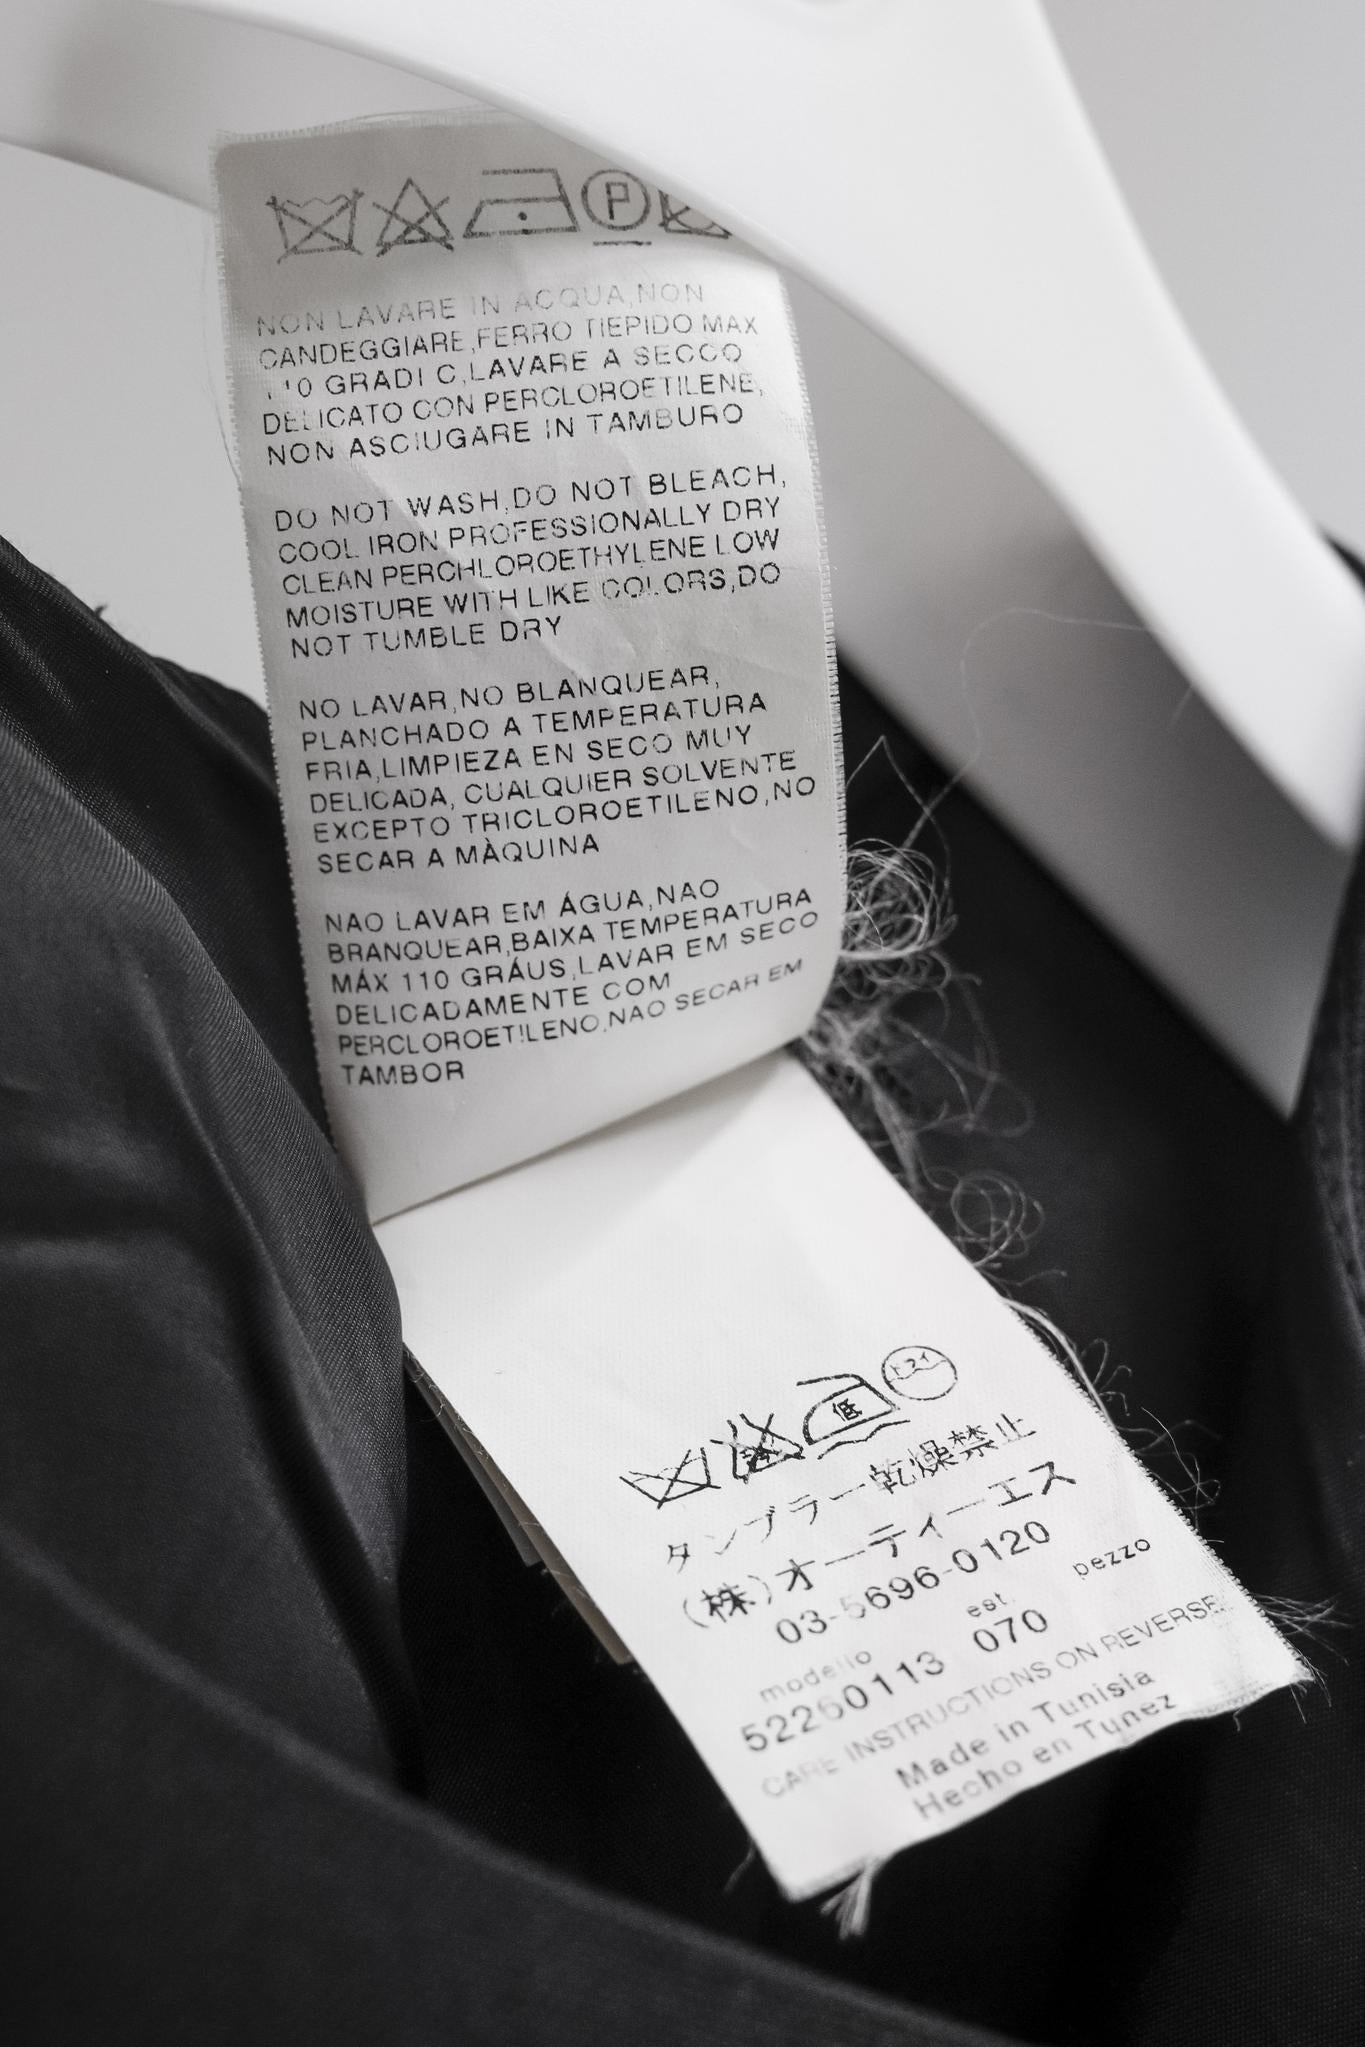 P
NON LAVARE IN ACQUA,NON
CANDEGGIARE,FERRO TIEPIDO MAX
110 GRADI C,LAVARE A SECCO
DELICATO CON PERCLOROETILENE,
NON ASCIUGARE IN TAMBURO
DO NOT WASH,DO NOT BLEACH,
COOL IRON PROFESSIONALLY DRY
CLEAN PERCHLOROETHYLENE LOW
MOISTURE WITH LIKE COLORS,DO
NOT TUMBLE DRY
NO LAVAR,NO BLANQUEAR,
PLANCHADO A TEMPERATURA
FRIA,LIMPIEZA EN SECO MUY
DELICADA, CUALQUIER SOLVENTE
EXCEPTO TRICLOROETILENO,NO
SECAR A MÀQUINA
NAO LAVAR EM ÁGUA,NAO
BRANQUEAR,BAIXA TEMPERATURA
MÁX 110 GRÁUS,LAVAR EM SECO
DELICADAMENTE COM
PERCLOROETILENO,NAO SECAR EM
TAMBOR
低 ドライ
タンブラー乾燥禁止
(株)オーティーエス
03-5696-0120
modello est. pezzo
52260113 070
CARE INSTRUCTIONS ON REVERSE
Made in Tunisia
Hecho en Tunez